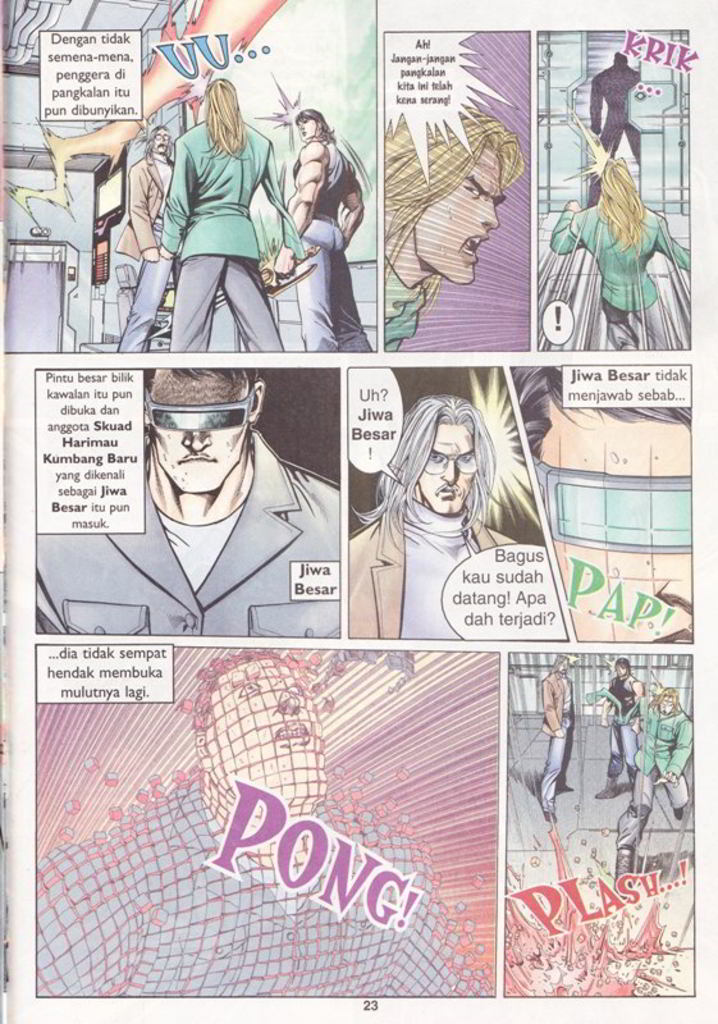 Dengan tidak
semena-mena,
penggera di
pangkalan itu
pun dibunyikan.
UU...
Ah!
Jangan-jangan
pangkalan
kita ini telah
kena serang!
KRIK
...
!
Pintu besar bilik
kawalan itu pun
dibuka dan
anggota Skuad
Harimau
Kumbang Baru
yang dikenali
sebagai Jiwa
Besar itu pun
masuk.
Jiwa
Besar
Uh?
Jiwa
Besar
!
Bagus
kau sudah
datang! Apa
dah terjadi?
Jiwa Besar tidak
menjawab sebab...
PAP!
...dia tidak sempat
hendak membuka
mulutnya lagi.
PONG!
PLASH...!
23